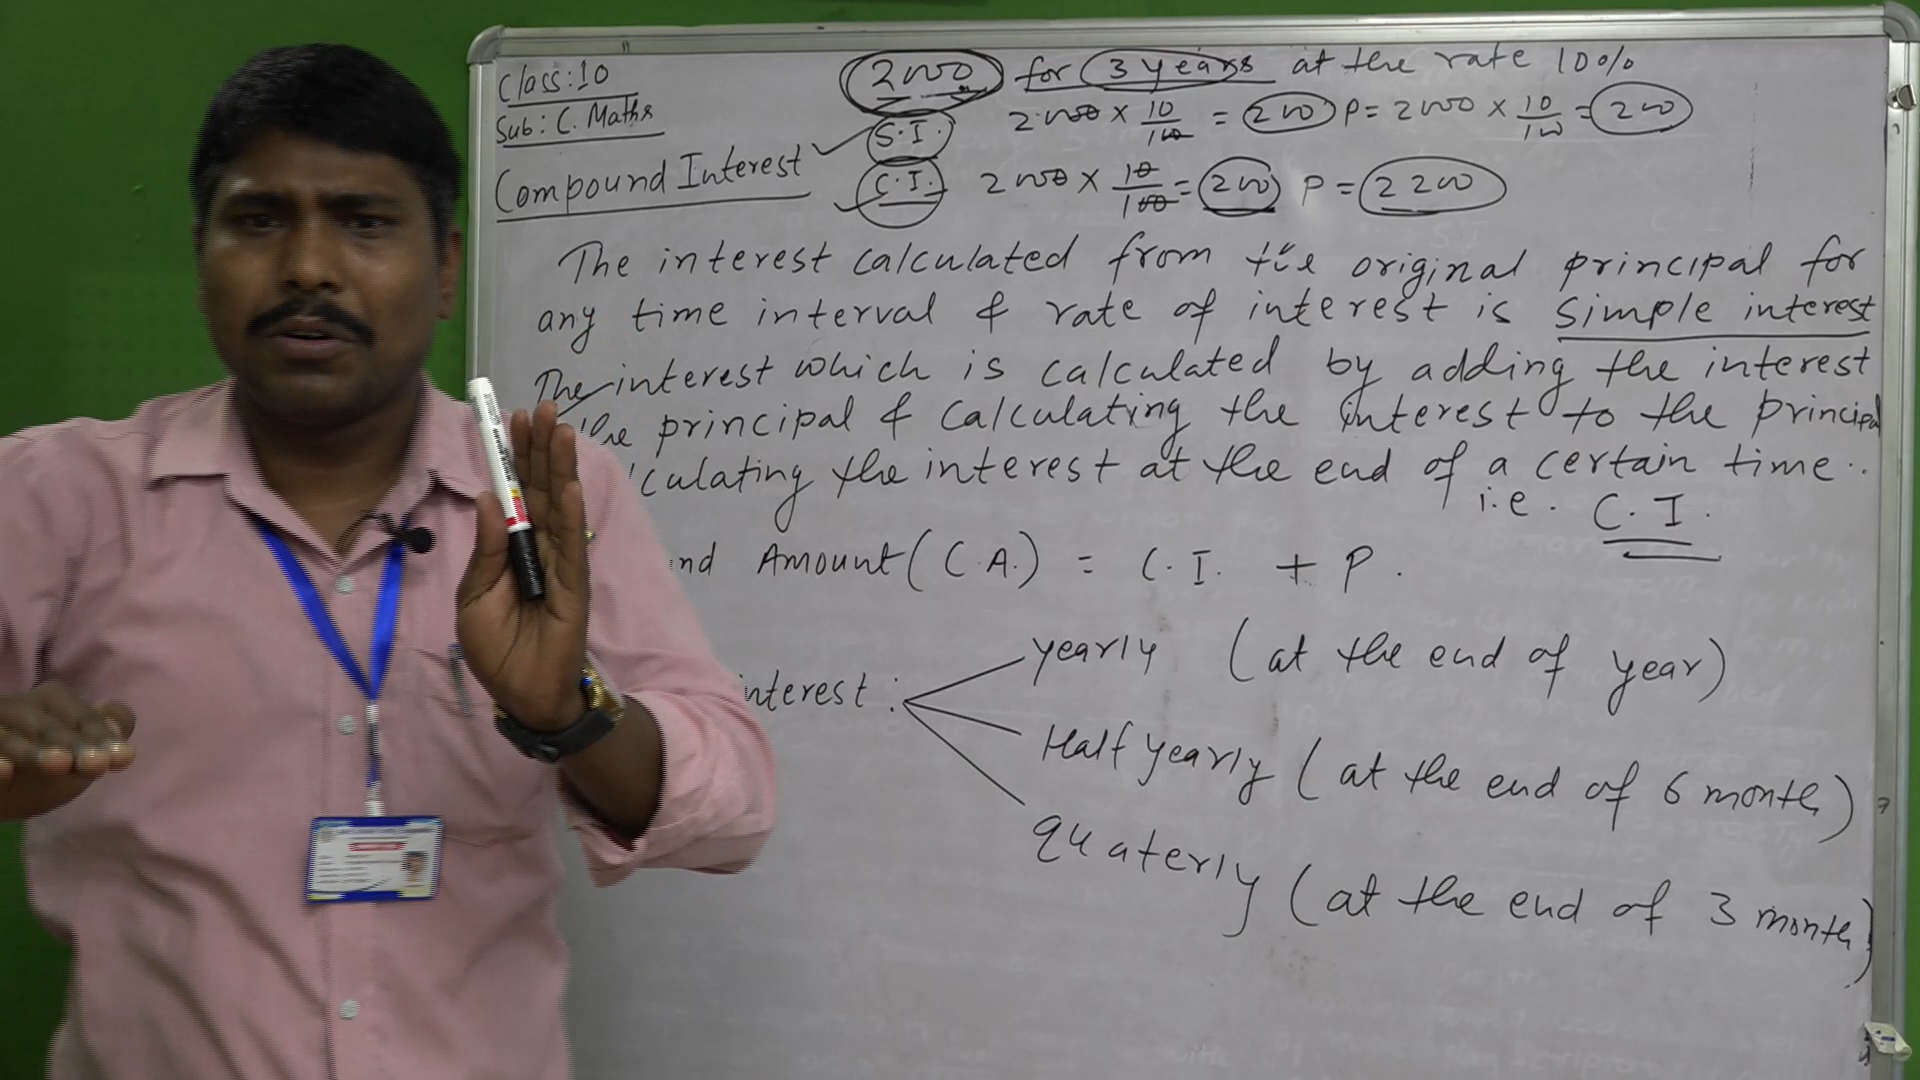 Class:10
Sub: C. Maths
Compound Interest
2000 for 3 years at the rate 10%
S.I. 2000 × 10/100 = 200 P = 2000 × 10/100 = 200
C.I. 2000 × 10/100 = 200 P = 2200
The interest calculated from the original principal for
any time interval & rate of interest is simple interest
The interest which is calculated by adding the interest
the principal & calculating the interest to the principal
culating the interest at the end of a certain time..
i.e. C.I.
nd Amount (C.A.) = C.I. + P.
interest :
yearly (at the end of year)
Half yearly (at the end of 6 month)
quaterly (at the end of 3 month)